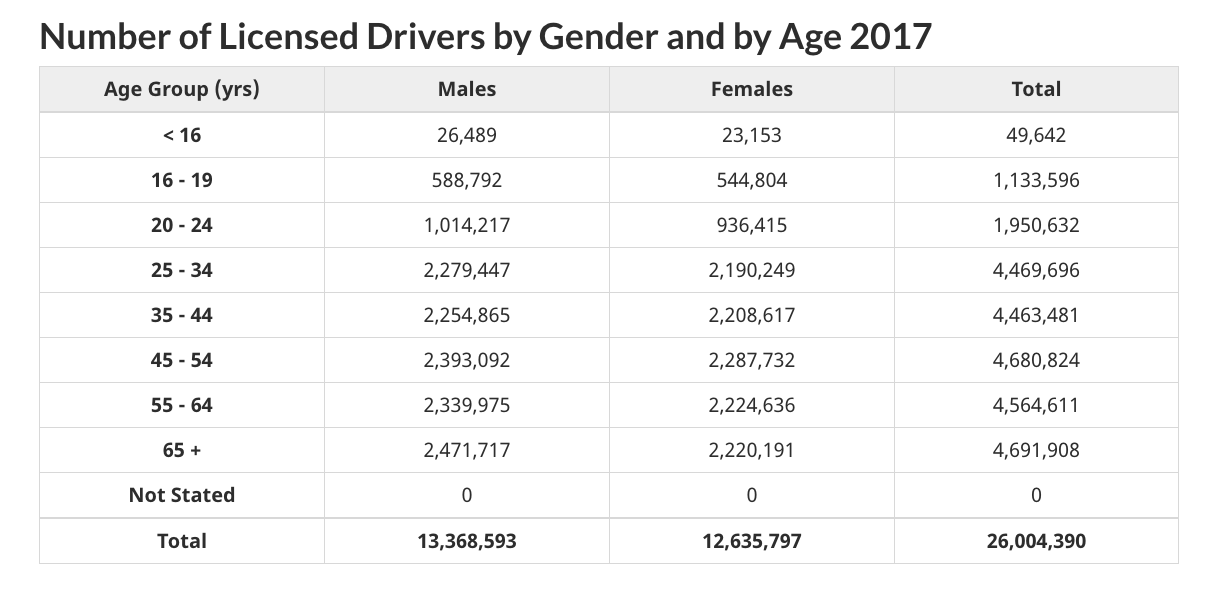 Number of Licensed Drivers by Gender and by Age 2017
Age Group (yrs) Males Females Total
< 16 26,489 23,153 49,642
16 - 19 588,792 544,804 1,133,596
20 - 24 1,014,217 936,415 1,950,632
25 - 34 2,279,447 2,190,249 4,469,696
35 - 44 2,254,865 2,208,617 4,463,481
45 - 54 2,393,092 2,287,732 4,680,824
55 - 64 2,339,975 2,224,636 4,564,611
65 + 2,471,717 2,220,191 4,691,908
Not Stated 0 0 0
Total 13,368,593 12,635,797 26,004,390